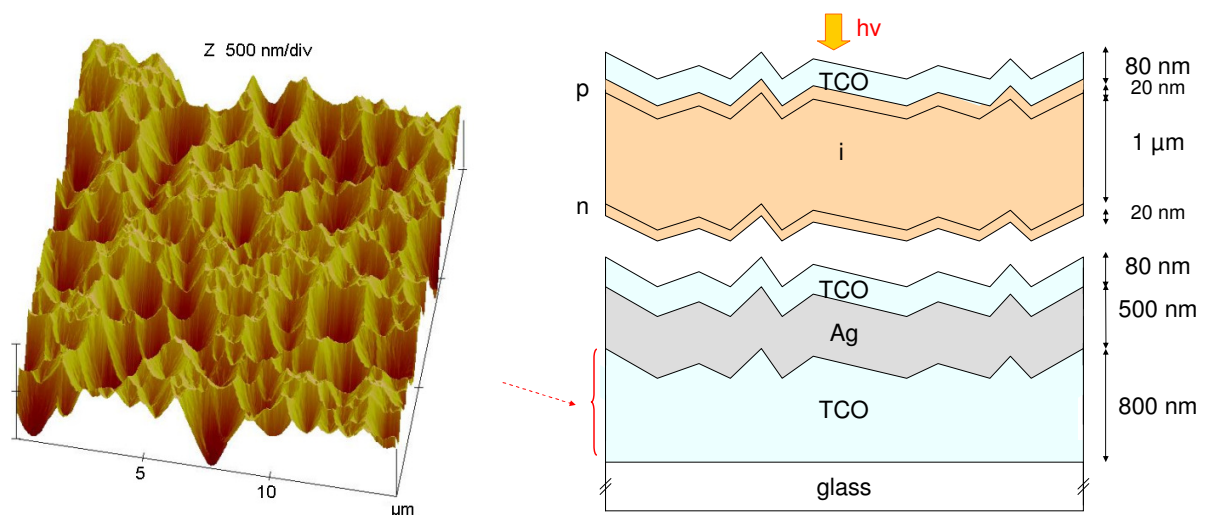 Z 500 nm/div
5
10
µm
hv
TCO
80 nm
p
20 nm
i
1 µm
n
20 nm
TCO
80 nm
Ag
500 nm
TCO
800 nm
glass